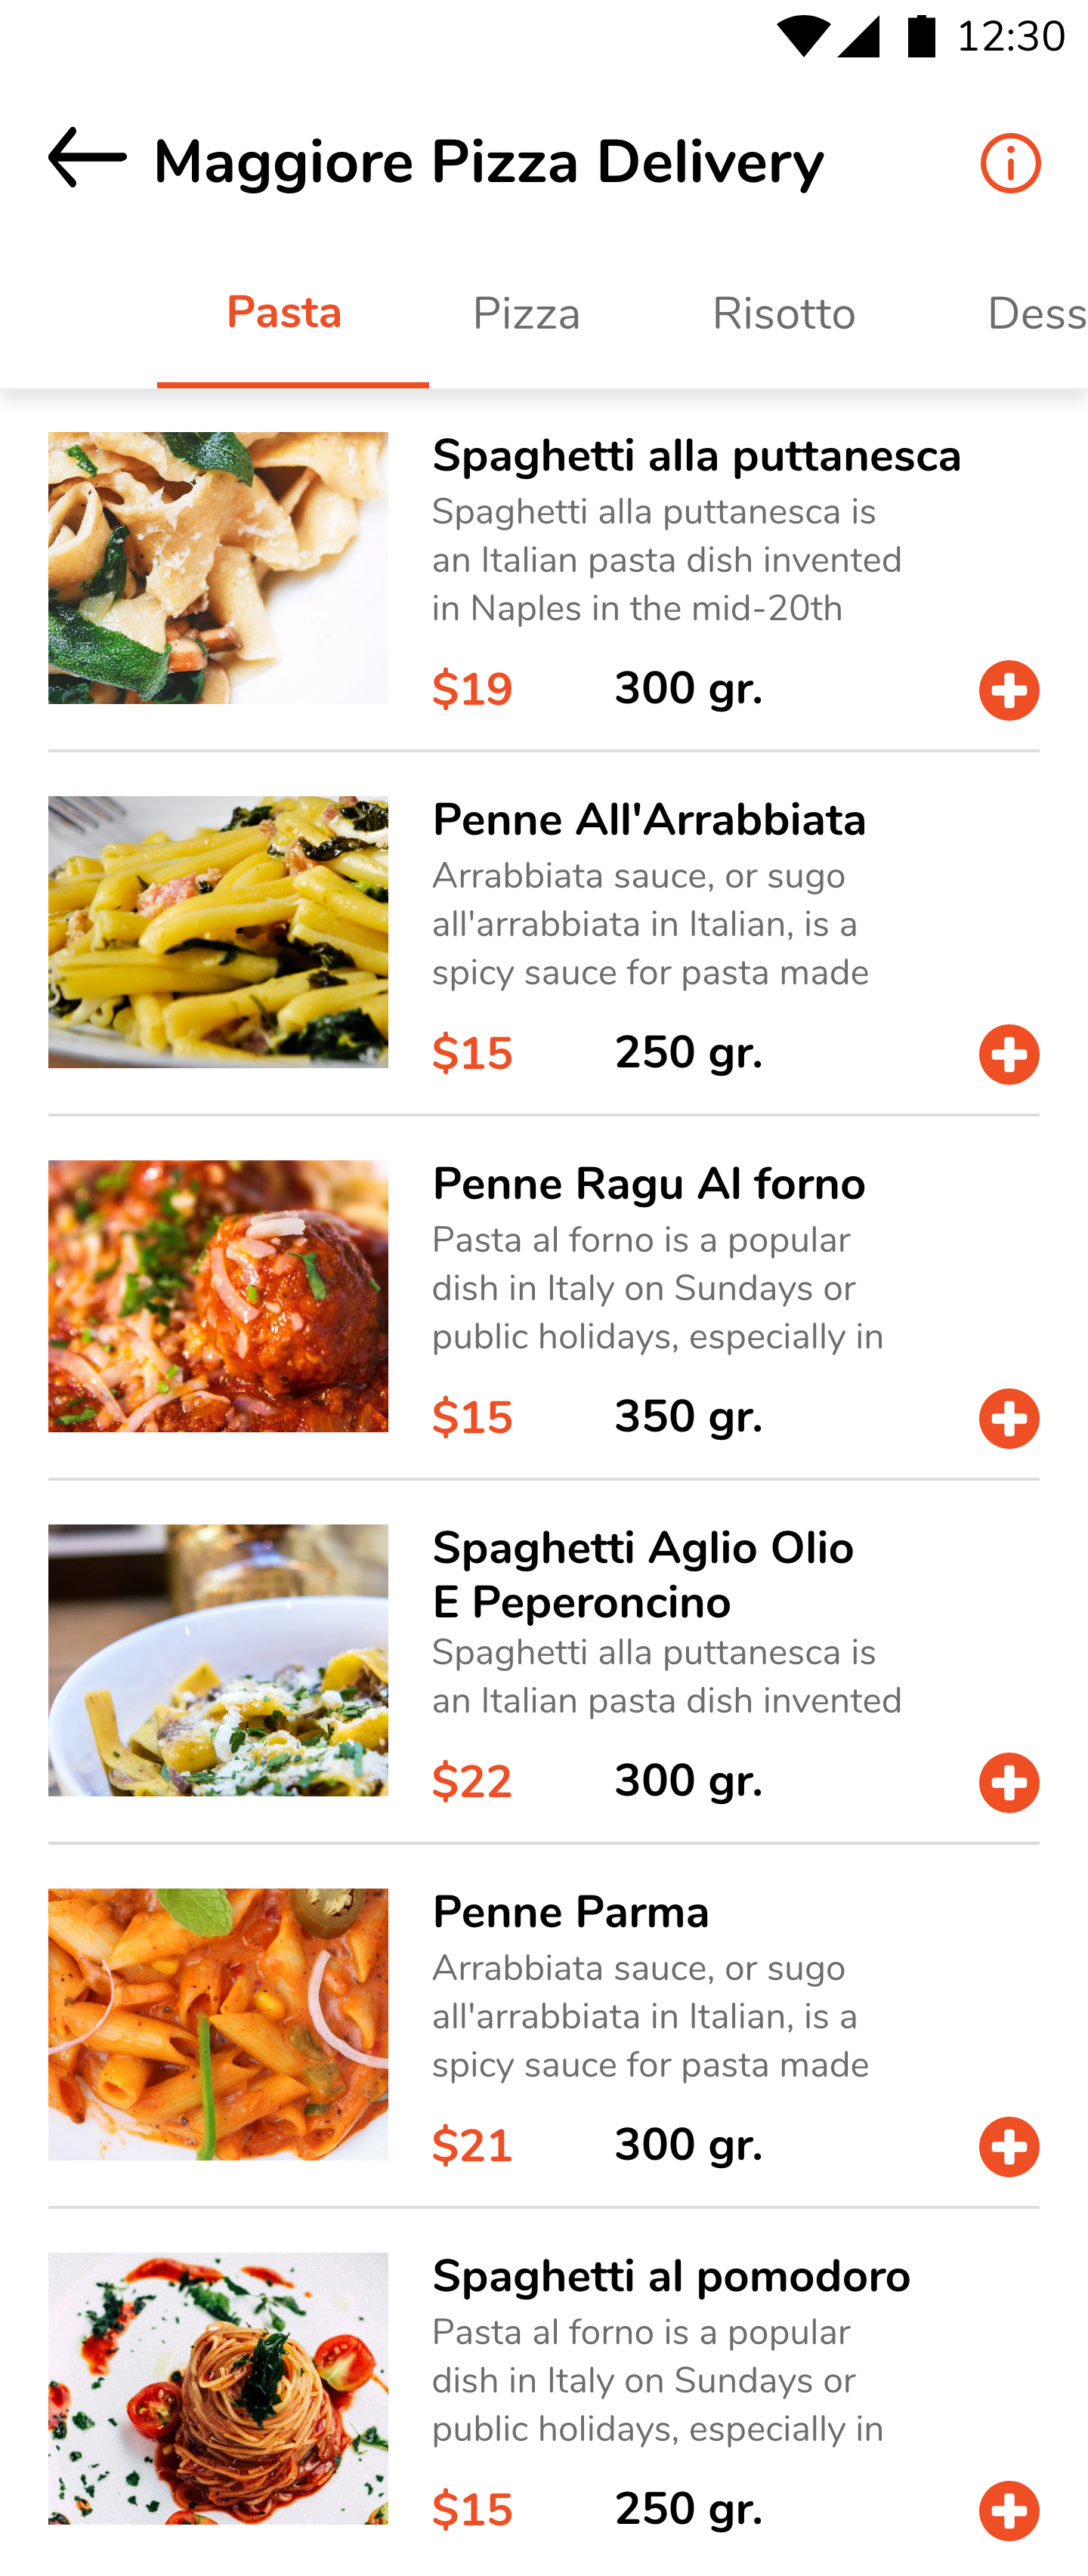 12:30
Maggiore Pizza Delivery
Pasta Pizza Risotto Dess
Spaghetti alla puttanesca
Spaghetti alla puttanesca is
an Italian pasta dish invented
in Naples in the mid-20th
$19 300 gr.
Penne All'Arrabbiata
Arrabbiata sauce, or sugo
all'arrabbiata in Italian, is a
spicy sauce for pasta made
$15 250 gr.
Penne Ragu Al forno
Pasta al forno is a popular
dish in Italy on Sundays or
public holidays, especially in
$15 350 gr.
Spaghetti Aglio Olio
E Peperoncino
Spaghetti alla puttanesca is
an Italian pasta dish invented
$22 300 gr.
Penne Parma
Arrabbiata sauce, or sugo
all'arrabbiata in Italian, is a
spicy sauce for pasta made
$21 300 gr.
Spaghetti al pomodoro
Pasta al forno is a popular
dish in Italy on Sundays or
public holidays, especially in
$15 250 gr.